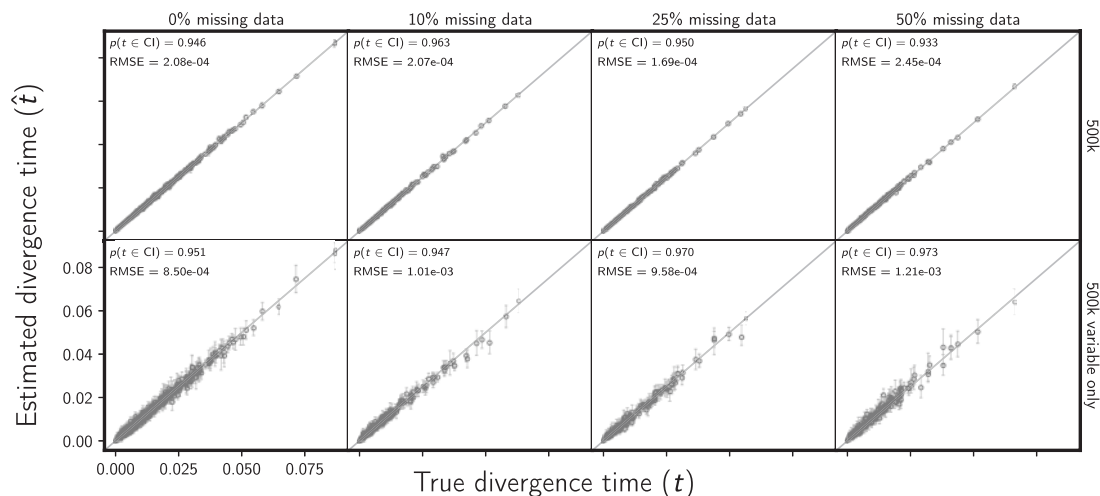 0% missing data
10% missing data
25% missing data
50% missing data
p(t ∈ CI) = 0.946
RMSE = 2.08e-04
p(t ∈ CI) = 0.963
RMSE = 2.07e-04
p(t ∈ CI) = 0.950
RMSE = 1.69e-04
p(t ∈ CI) = 0.933
RMSE = 2.45e-04
500k
p(t ∈ CI) = 0.951
RMSE = 8.50e-04
p(t ∈ CI) = 0.947
RMSE = 1.01e-03
p(t ∈ CI) = 0.970
RMSE = 9.58e-04
p(t ∈ CI) = 0.973
RMSE = 1.21e-03
500k variable only
Estimated divergence time (t̂)
0.08
0.06
0.04
0.02
0.00
0.000
0.025
0.050
0.075
True divergence time (t)